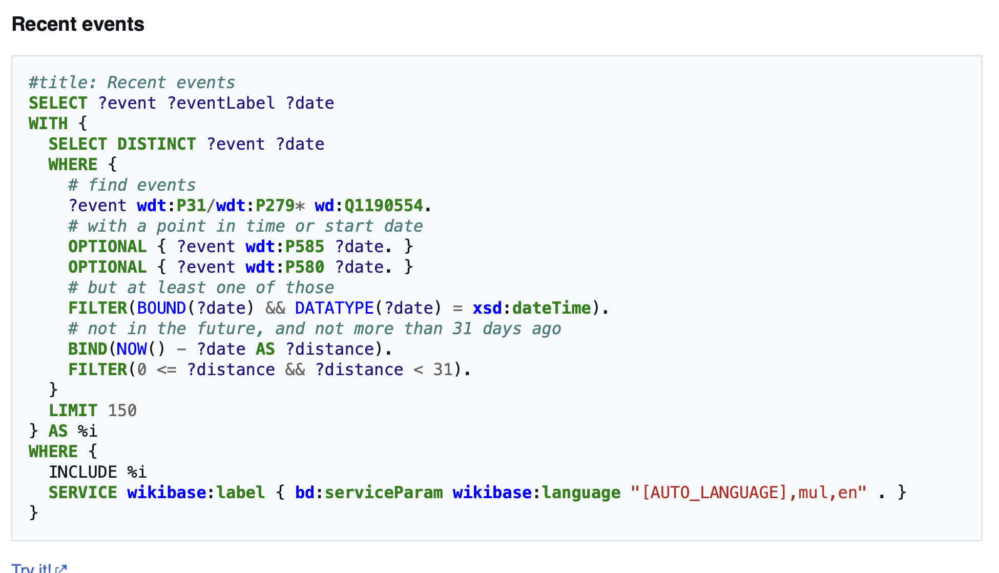 Recent events
#title: Recent events
SELECT ?event ?eventLabel ?date
WITH {
  SELECT DISTINCT ?event ?date
  WHERE {
    # find events
    ?event wdt:P31/wdt:P279* wd:Q1190554.
    # with a point in time or start date
    OPTIONAL { ?event wdt:P585 ?date. }
    OPTIONAL { ?event wdt:P580 ?date. }
    # but at least one of those
    FILTER(BOUND(?date) && DATATYPE(?date) = xsd:dateTime).
    # not in the future, and not more than 31 days ago
    BIND(NOW() - ?date AS ?distance).
    FILTER(0 <= ?distance && ?distance < 31).
  }
  LIMIT 150
} AS %i
WHERE {
  INCLUDE %i
  SERVICE wikibase:label { bd:serviceParam wikibase:language "[AUTO_LANGUAGE],mul,en" . }
}
Try it!